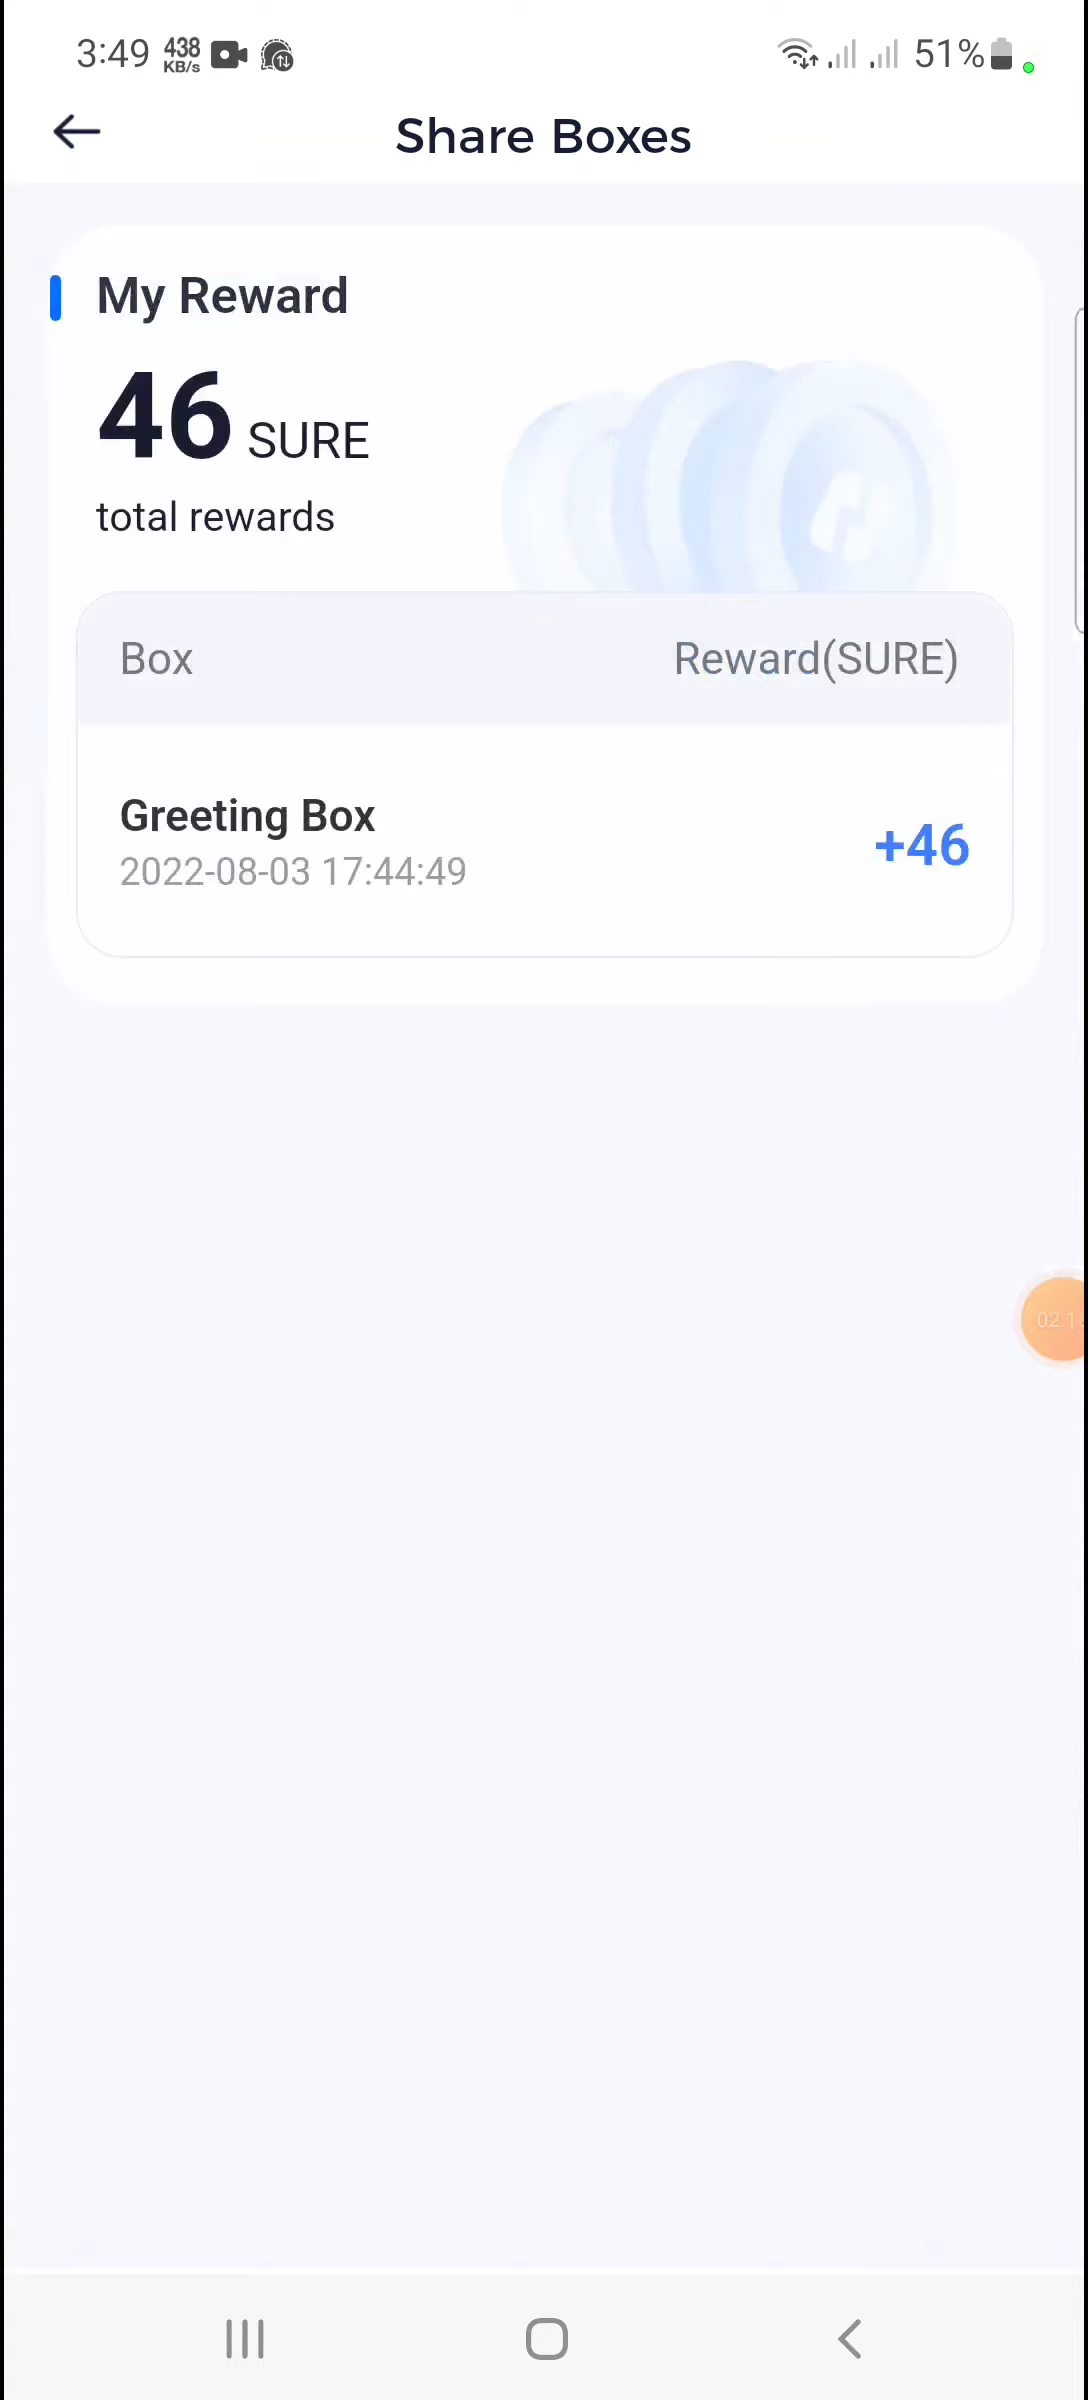 3:49 438 KB/s 51%
Share Boxes
My Reward
46 SURE
total rewards
Box Reward(SURE)
Greeting Box
2022-08-03 17:44:49
+46